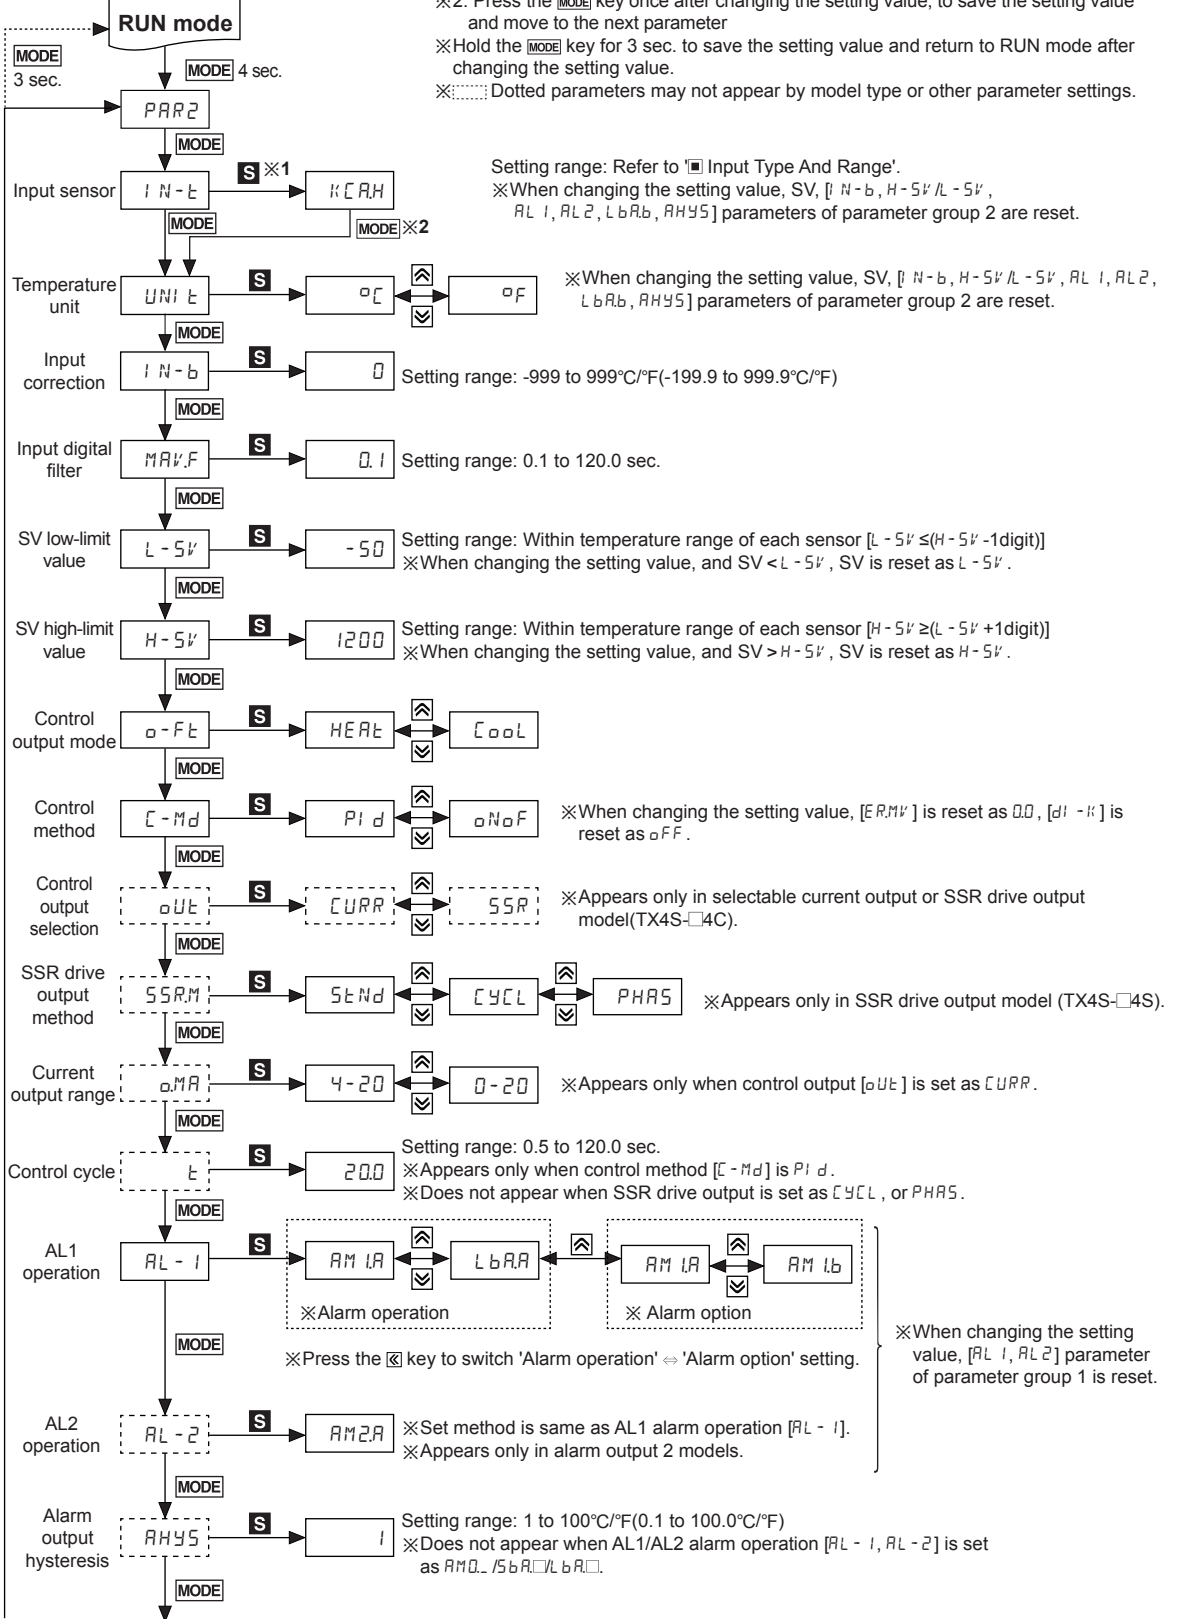 ※2. Press the MODE key once after changing the setting value, to save the setting value
and move to the next parameter
※Hold the MODE key for 3 sec. to save the setting value and return to RUN mode after
changing the setting value.
※ Dotted parameters may not appear by model type or other parameter settings.
RUN mode
MODE
3 sec.
MODE 4 sec.
PAR2
MODE
Input sensor
IN-t
S ※1
KCA.H
Setting range: Refer to '▣ Input Type And Range'.
※When changing the setting value, SV, [IN-b, H-SV/L-SV,
AL1, AL2, LbA.b, AHYS] parameters of parameter group 2 are reset.
MODE
MODE ※2
Temperature
unit
UNIt
S
°C
°F
※When changing the setting value, SV, [IN-b, H-SV/L-SV, AL1, AL2,
LbA.b, AHYS] parameters of parameter group 2 are reset.
MODE
Input
correction
IN-b
S
0
Setting range: -999 to 999°C/°F(-199.9 to 999.9°C/°F)
MODE
Input digital
filter
MAV.F
S
0.1
Setting range: 0.1 to 120.0 sec.
MODE
SV low-limit
value
L-SV
S
-50
Setting range: Within temperature range of each sensor [L-SV ≤(H-SV -1digit)]
※When changing the setting value, and SV < L-SV, SV is reset as L-SV.
MODE
SV high-limit
value
H-SV
S
1200
Setting range: Within temperature range of each sensor [H-SV ≥(L-SV +1digit)]
※When changing the setting value, and SV > H-SV, SV is reset as H-SV.
MODE
Control
output mode
o-Ft
S
HEAt
CooL
MODE
Control
method
C-Md
S
PId
oNoF
※When changing the setting value, [ER.MV] is reset as 0.0, [dI-K] is
reset as oFF.
MODE
Control
output
selection
oUt
S
CURR
SSR
※Appears only in selectable current output or SSR drive output
model(TX4S-□4C).
MODE
SSR drive
output
method
SSR.M
S
StNd
CYCL
PHAS
※Appears only in SSR drive output model (TX4S-□4S).
MODE
Current
output range
o.MA
S
4-20
0-20
※Appears only when control output [oUt] is set as CURR.
MODE
Control cycle
t
S
20.0
Setting range: 0.5 to 120.0 sec.
※Appears only when control method [C-Md] is PId.
※Does not appear when SSR drive output is set as CYCL, or PHAS.
MODE
AL1
operation
AL-1
S
AM1.A
LbA.A
AM1.A
AM1.b
※Alarm operation
※ Alarm option
MODE
※Press the « key to switch 'Alarm operation' ⇔ 'Alarm option' setting.
※When changing the setting
value, [AL1, AL2] parameter
of parameter group 1 is reset.
AL2
operation
AL-2
S
AM2.A
※Set method is same as AL1 alarm operation [AL-1].
※Appears only in alarm output 2 models.
MODE
Alarm
output
hysteresis
AHYS
S
1
Setting range: 1 to 100°C/°F(0.1 to 100.0°C/°F)
※Does not appear when AL1/AL2 alarm operation [AL-1, AL-2] is set
as AM0._ /SbA.□/LbA.□.
MODE